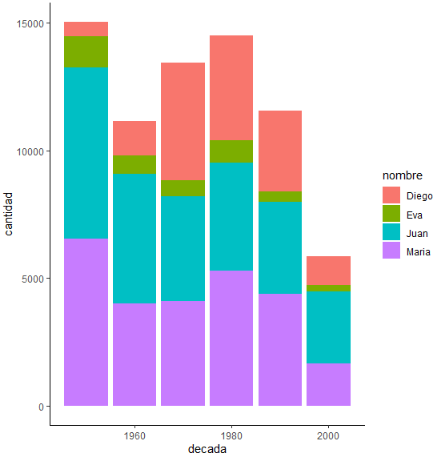 15000
10000
5000
0
cantidad
1960
1980
2000
decada
nombre
Diego
Eva
Juan
Maria